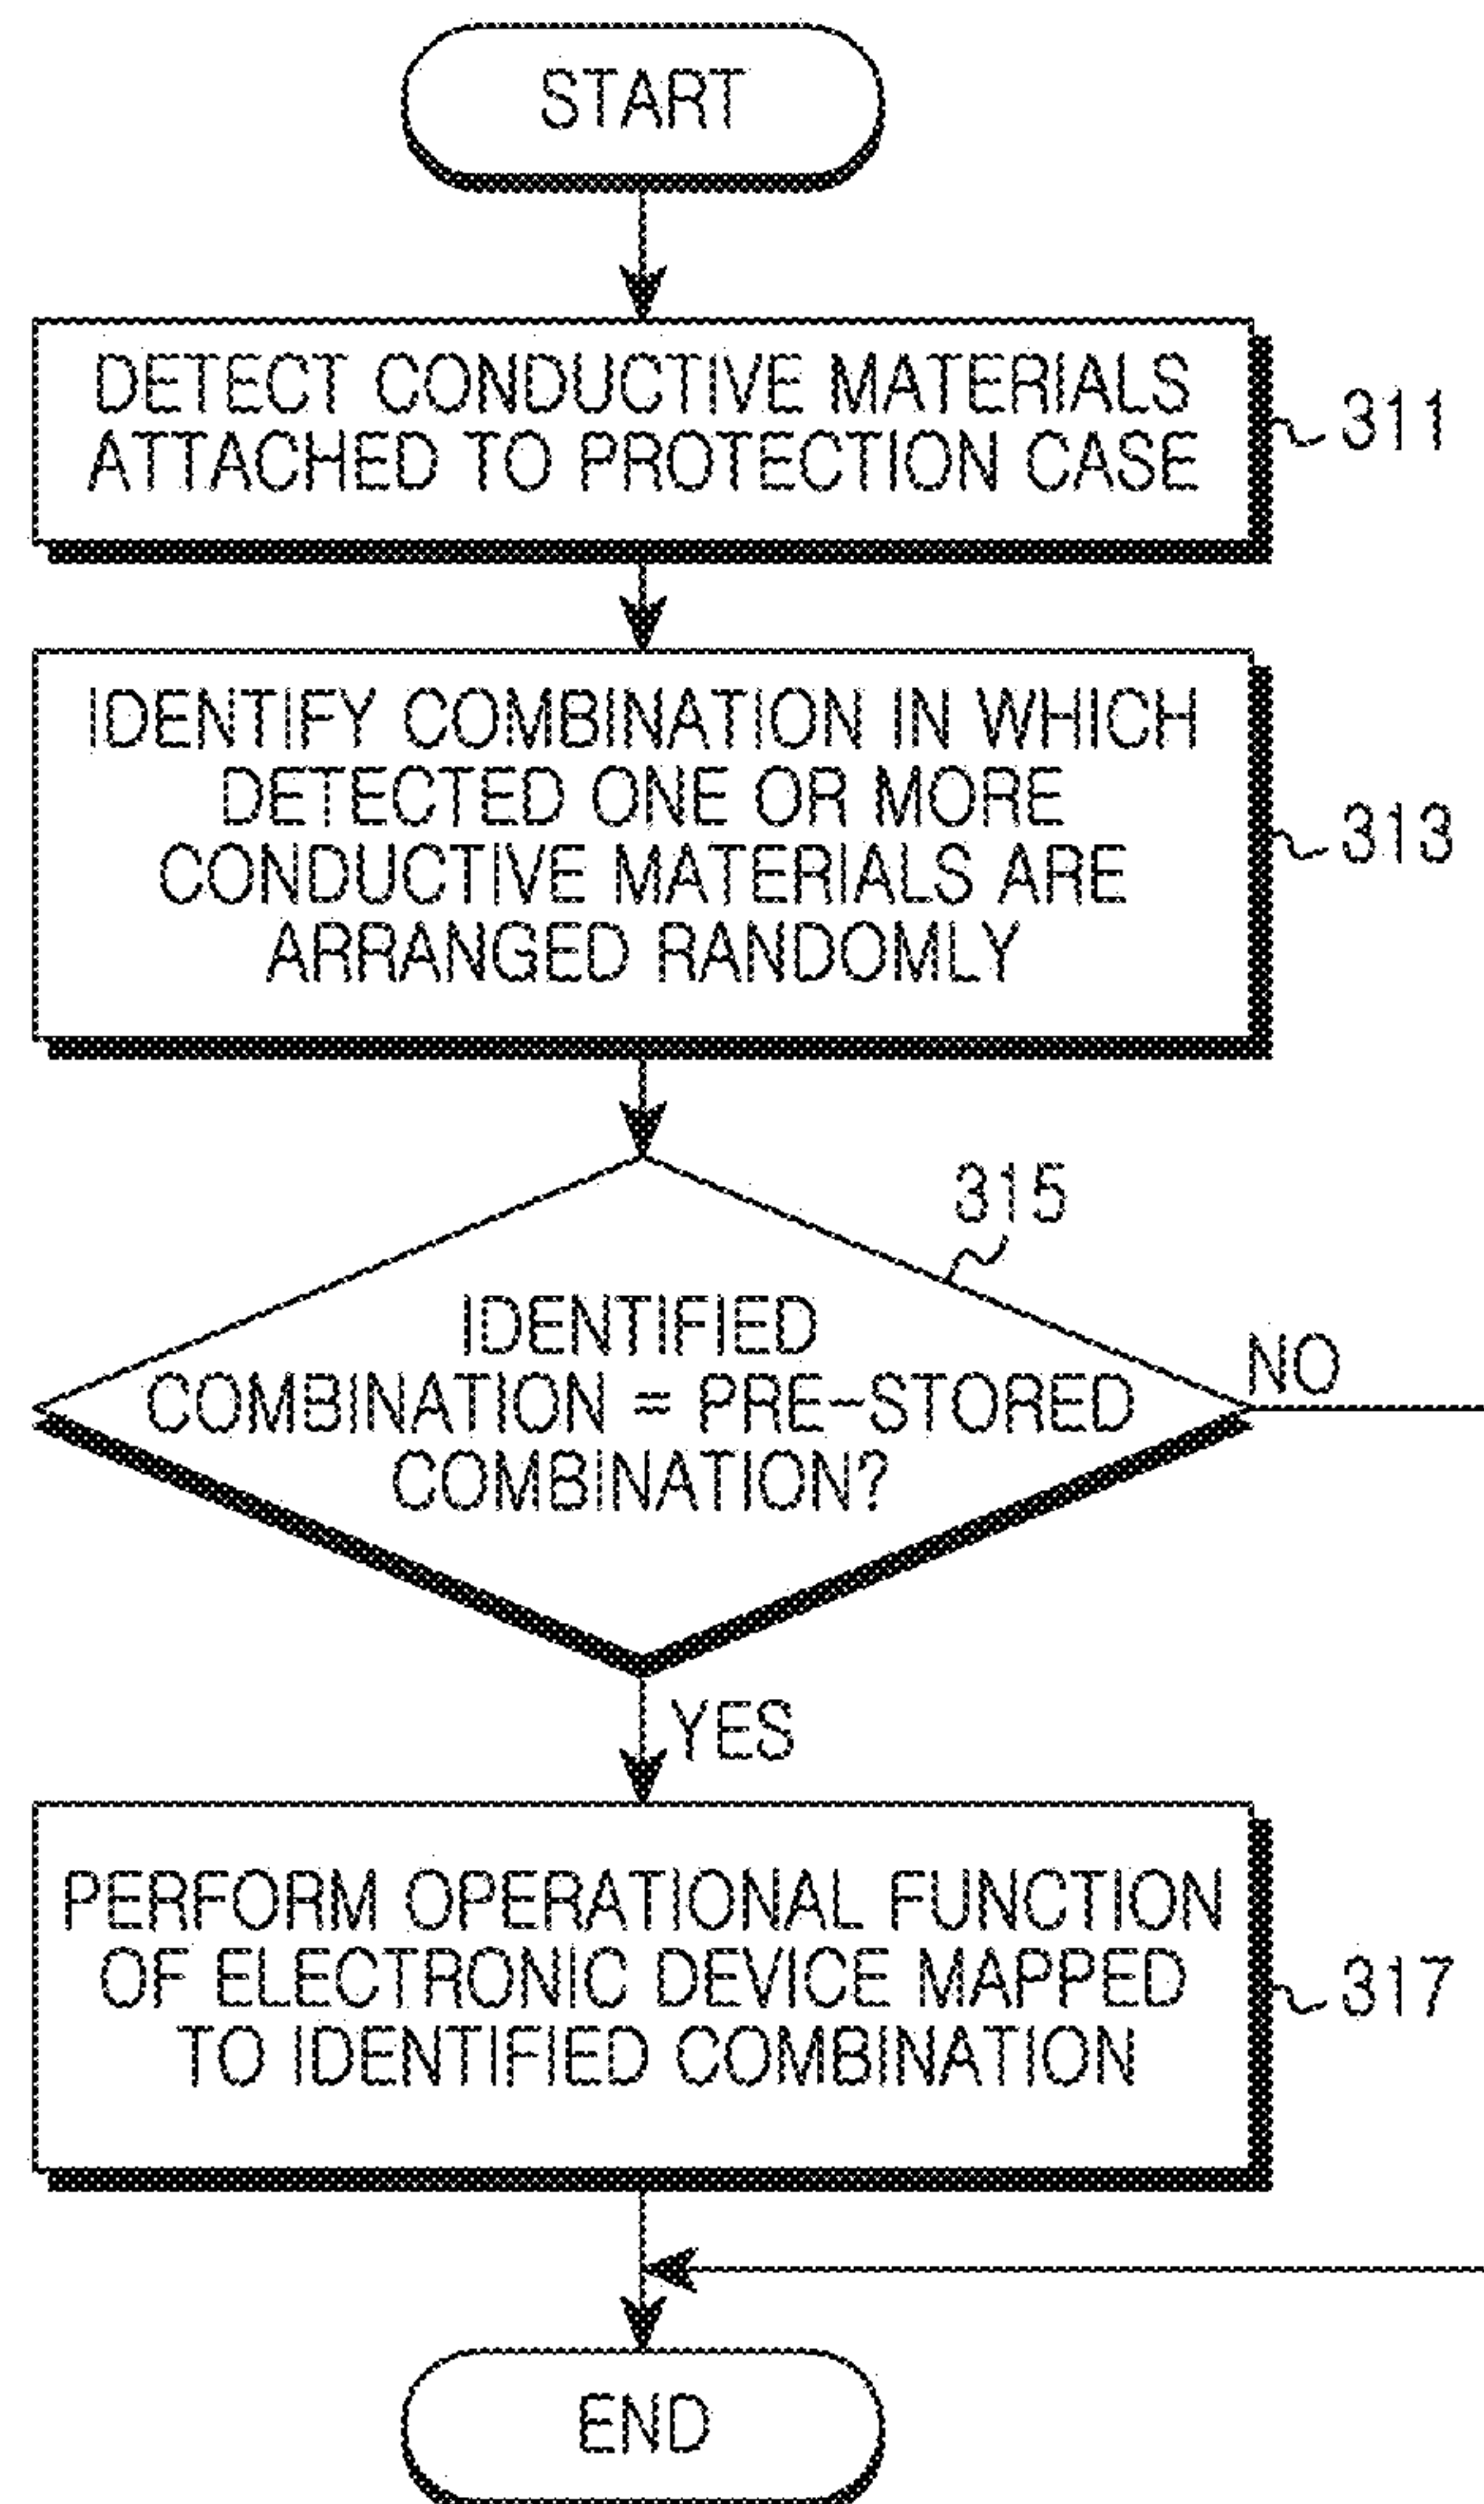 START
DETECT CONDUCTIVE MATERIALS
ATTACHED TO PROTECTION CASE
311
IDENTIFY COMBINATION IN WHICH
DETECTED ONE OR MORE
CONDUCTIVE MATERIALS ARE
ARRANGED RANDOMLY
313
315
IDENTIFIED
COMBINATION = PRE-STORED
COMBINATION?
NO
YES
PERFORM OPERATIONAL FUNCTION
OF ELECTRONIC DEVICE MAPPED
TO IDENTIFIED COMBINATION
317
END